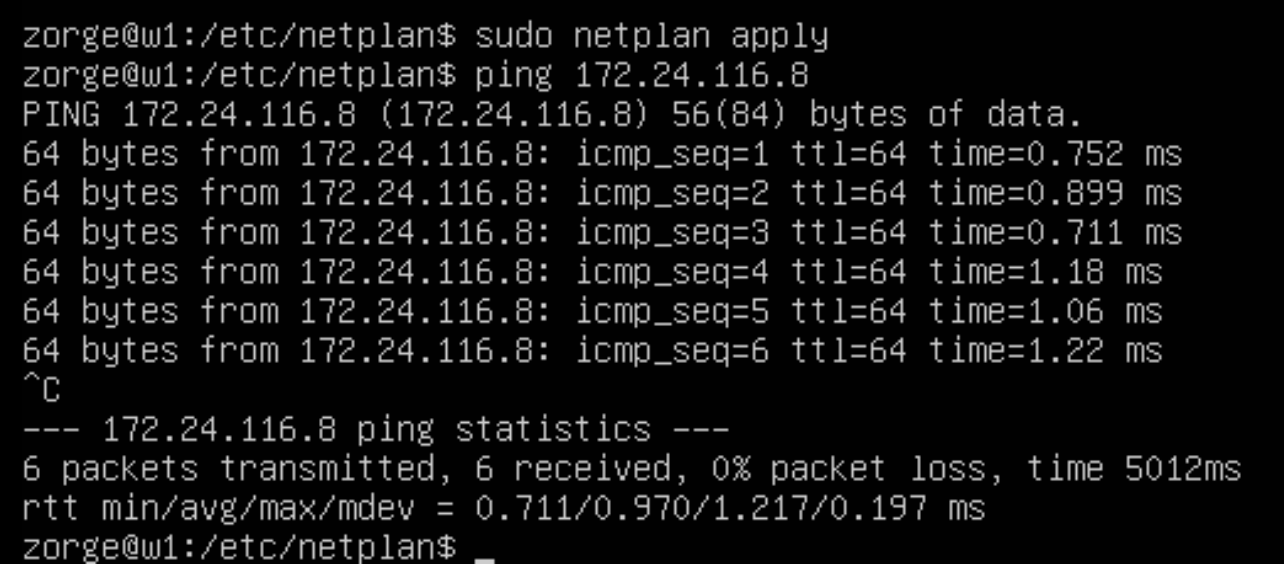 zorge@w1:/etc/netplan$ sudo netplan apply
zorge@w1:/etc/netplan$ ping 172.24.116.8
PING 172.24.116.8 (172.24.116.8) 56(84) bytes of data.
64 bytes from 172.24.116.8: icmp_seq=1 ttl=64 time=0.752 ms
64 bytes from 172.24.116.8: icmp_seq=2 ttl=64 time=0.899 ms
64 bytes from 172.24.116.8: icmp_seq=3 ttl=64 time=0.711 ms
64 bytes from 172.24.116.8: icmp_seq=4 ttl=64 time=1.18 ms
64 bytes from 172.24.116.8: icmp_seq=5 ttl=64 time=1.06 ms
64 bytes from 172.24.116.8: icmp_seq=6 ttl=64 time=1.22 ms
^C
--- 172.24.116.8 ping statistics ---
6 packets transmitted, 6 received, 0% packet loss, time 5012ms
rtt min/avg/max/mdev = 0.711/0.970/1.217/0.197 ms
zorge@w1:/etc/netplan$ _